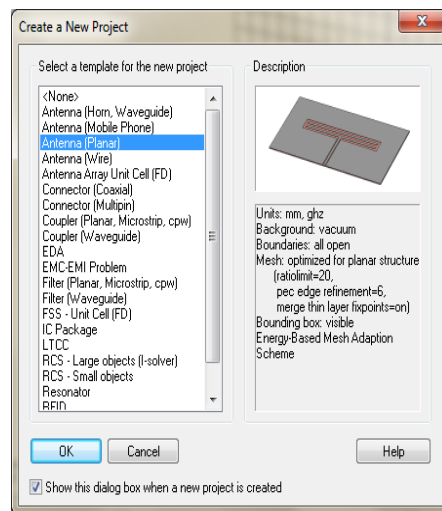 Create a New Project
Select a template for the new project
<None>
Antenna (Horn, Waveguide)
Antenna (Mobile Phone)
Antenna (Planar)
Antenna (Wire)
Antenna Array Unit Cell (FD)
Connector (Coaxial)
Connector (Multipin)
Coupler (Planar, Microstrip, cpw)
Coupler (Waveguide)
EDA
EMC-EMI Problem
Filter (Planar, Microstrip, cpw)
Filter (Waveguide)
FSS - Unit Cell (FD)
IC Package
LTCC
RCS - Large objects (I-solver)
RCS - Small objects
Resonator
RFID
Description
Units: mm, ghz
Background: vacuum
Boundaries: all open
Mesh: optimized for planar structure
(ratiolimit=20,
pec edge refinement=6,
merge thin layer fixpoints=on)
Bounding box: visible
Energy-Based Mesh Adaption
Scheme
OK
Cancel
Help
Show this dialog box when a new project is created